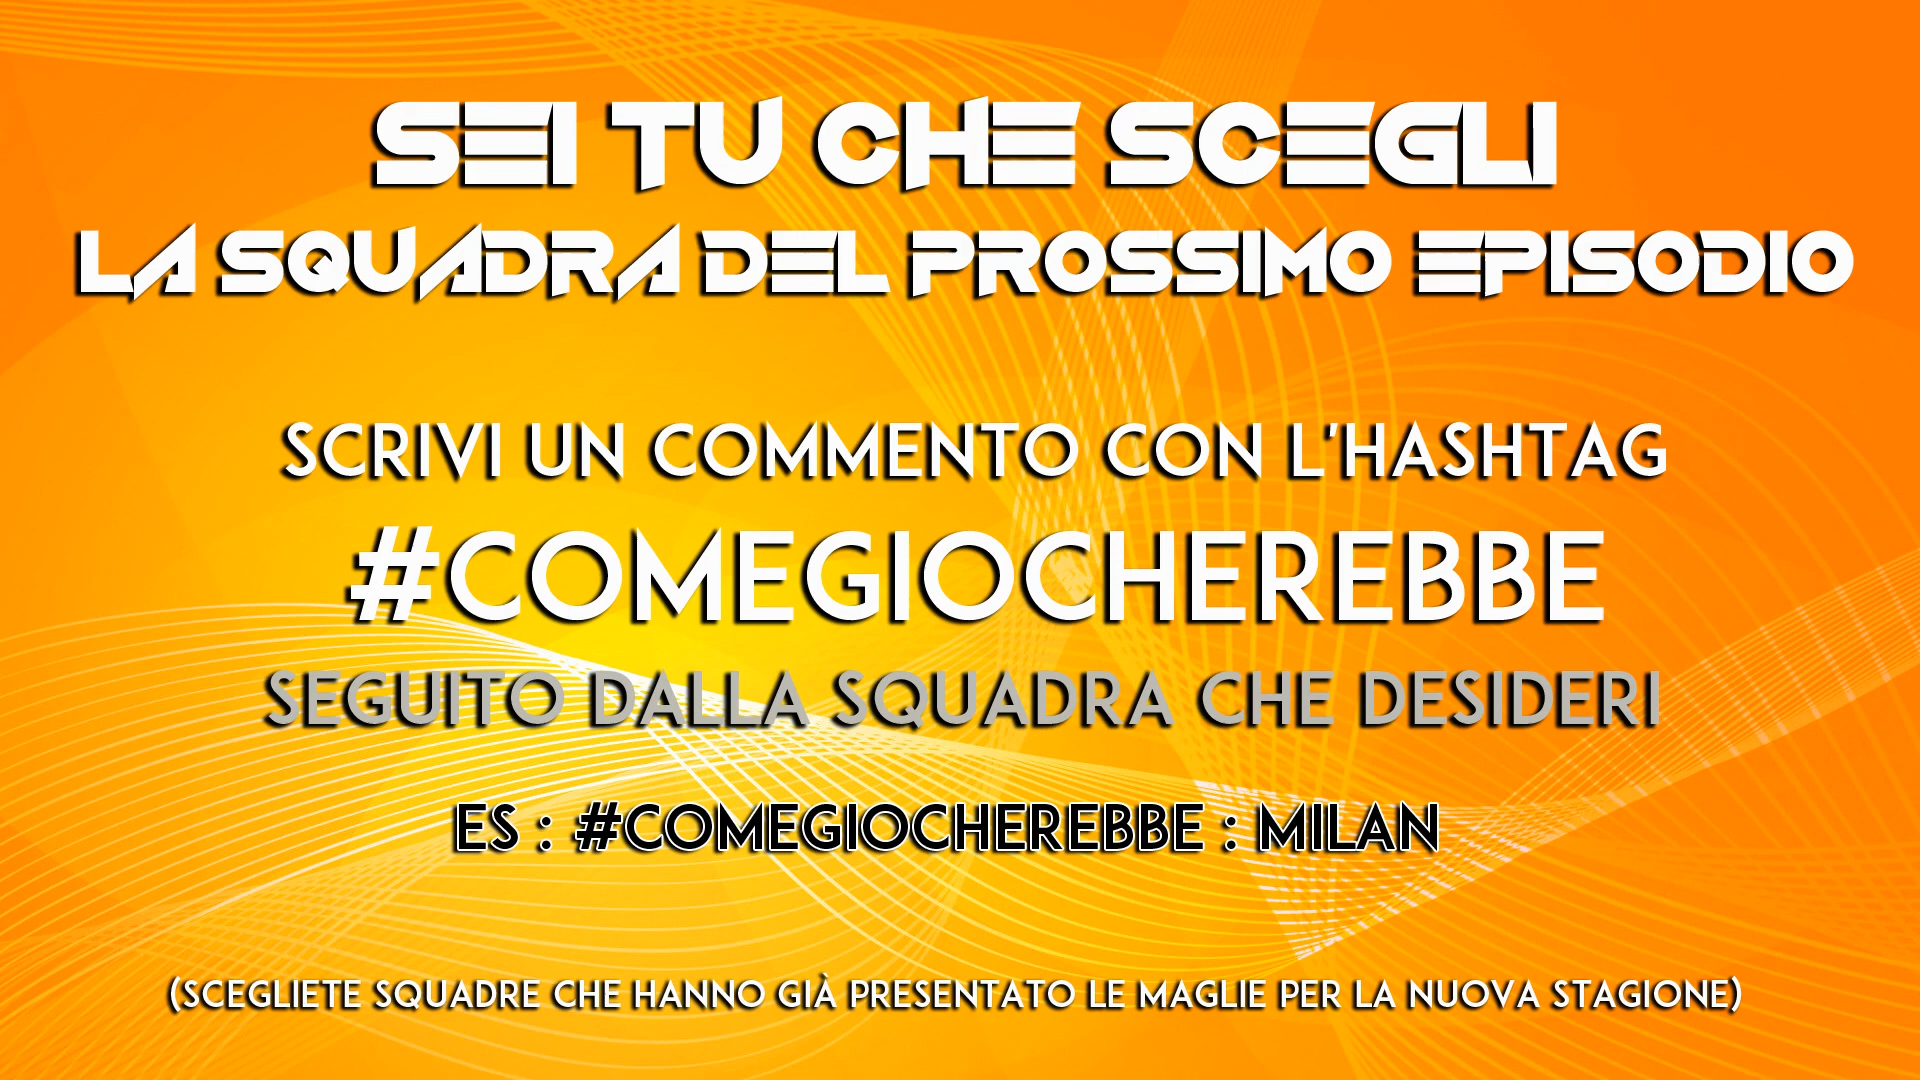 SEI TU CHE SCEGLI
LA SQUADRA DEL PROSSIMO EPISODIO
SCRIVI UN COMMENTO CON L'HASHTAG
#COMEGIOCHEREBBE
SEGUITO DALLA SQUADRA CHE DESIDERI
ES : #COMEGIOCHEREBBE : MILAN
(SCEGLIETE SQUADRE CHE HANNO GIÀ PRESENTATO LE MAGLIE PER LA NUOVA STAGIONE)